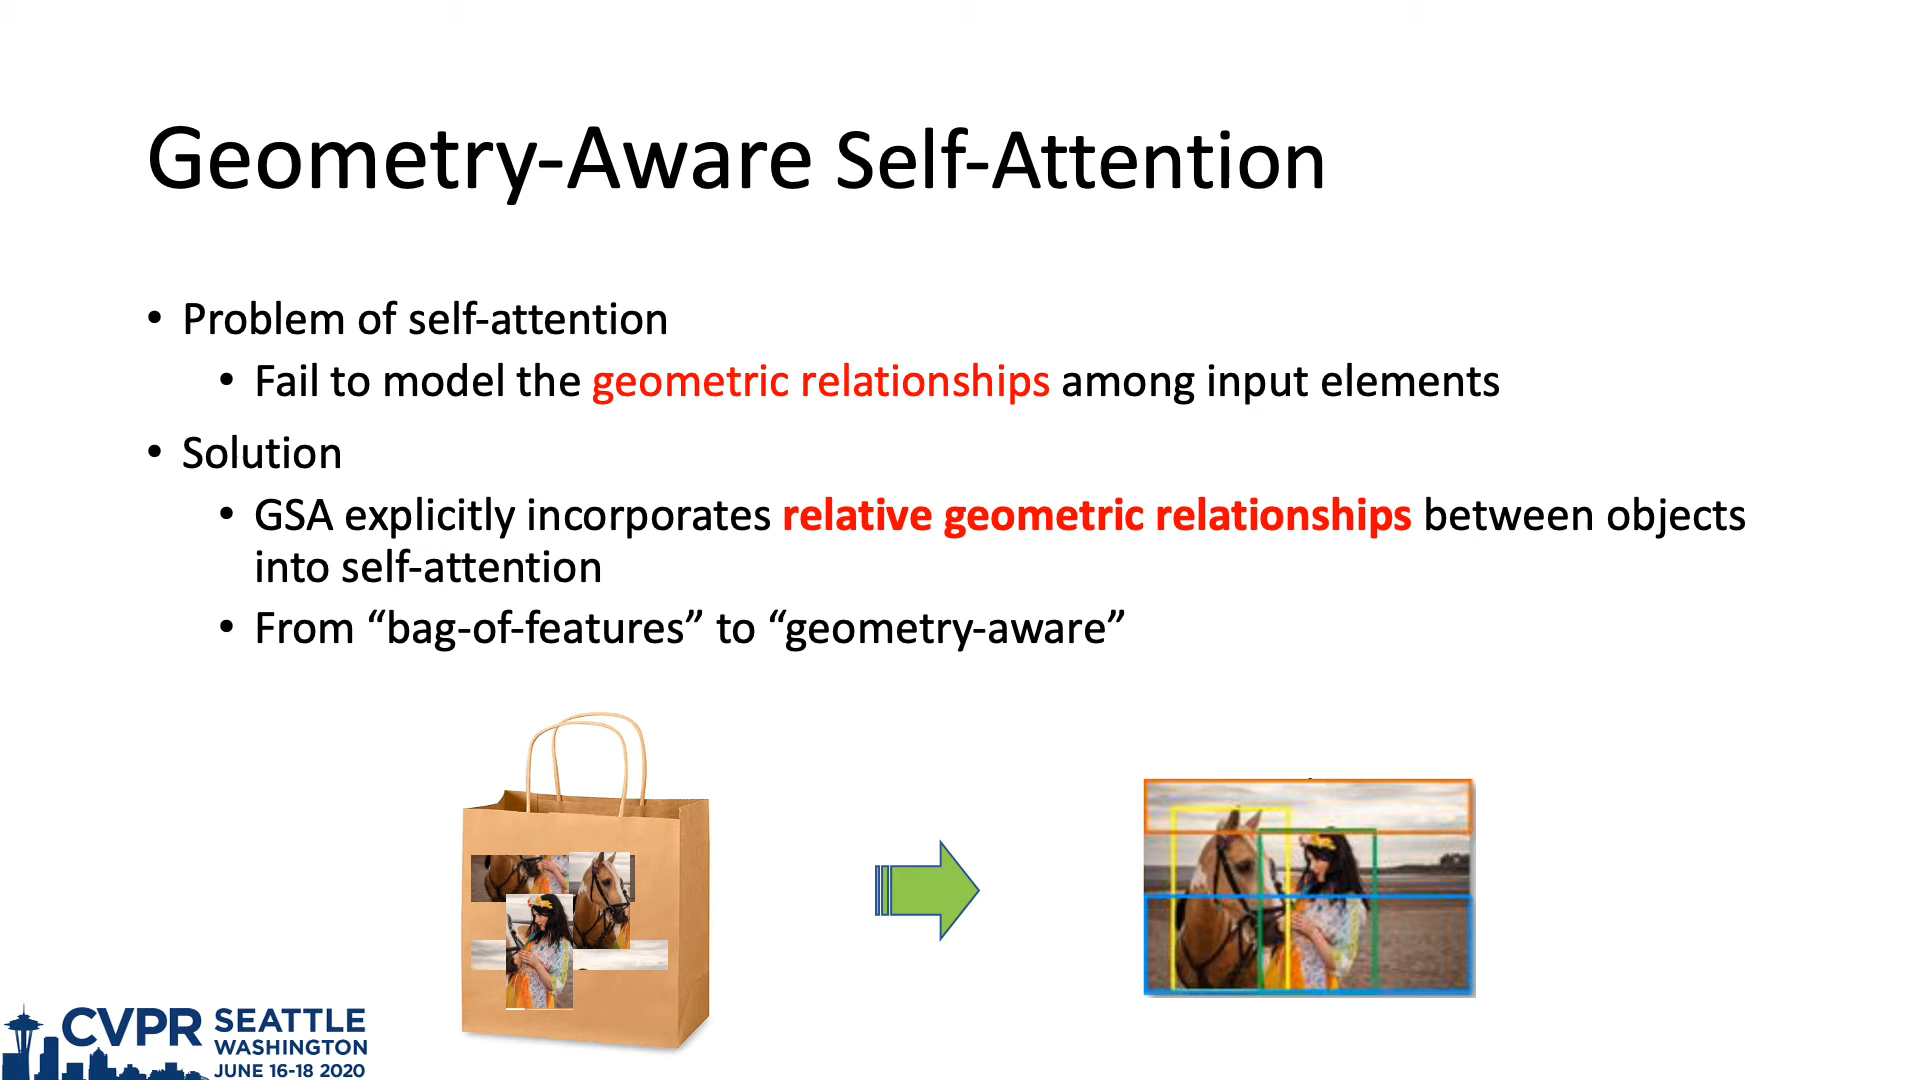 Geometry-Aware Self-Attention
• Problem of self-attention
• Fail to model the geometric relationships among input elements
• Solution
• GSA explicitly incorporates relative geometric relationships between objects
into self-attention
• From “bag-of-features” to “geometry-aware”
CVPR
SEATTLE
WASHINGTON
JUNE 16-18 2020